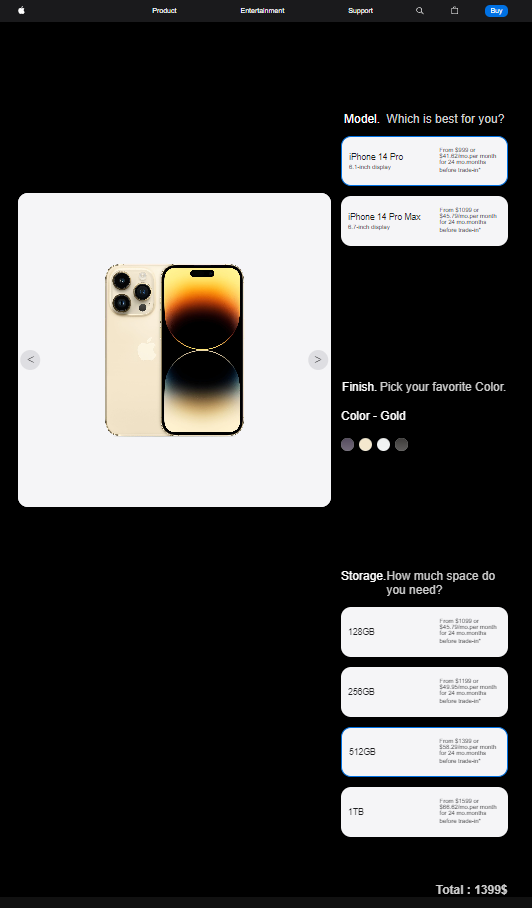 Product Entertainment Support Buy
Model. Which is best for you?
iPhone 14 Pro
6.1-inch display
From $999 or
$41.62/mo.per month
for 24 mo.months
before trade-in*
iPhone 14 Pro Max
6.7-inch display
From $1099 or
$45.79/mo.per month
for 24 mo.months
before trade-in*
< >
Finish. Pick your favorite Color.
Color - Gold
Storage.How much space do
you need?
128GB
From $1099 or
$45.79/mo.per month
for 24 mo.months
before trade-in*
256GB
From $1199 or
$49.95/mo.per month
for 24 mo.months
before trade-in*
512GB
From $1399 or
$58.29/mo.per month
for 24 mo.months
before trade-in*
1TB
From $1599 or
$66.62/mo.per month
for 24 mo.months
before trade-in*
Total : 1399$